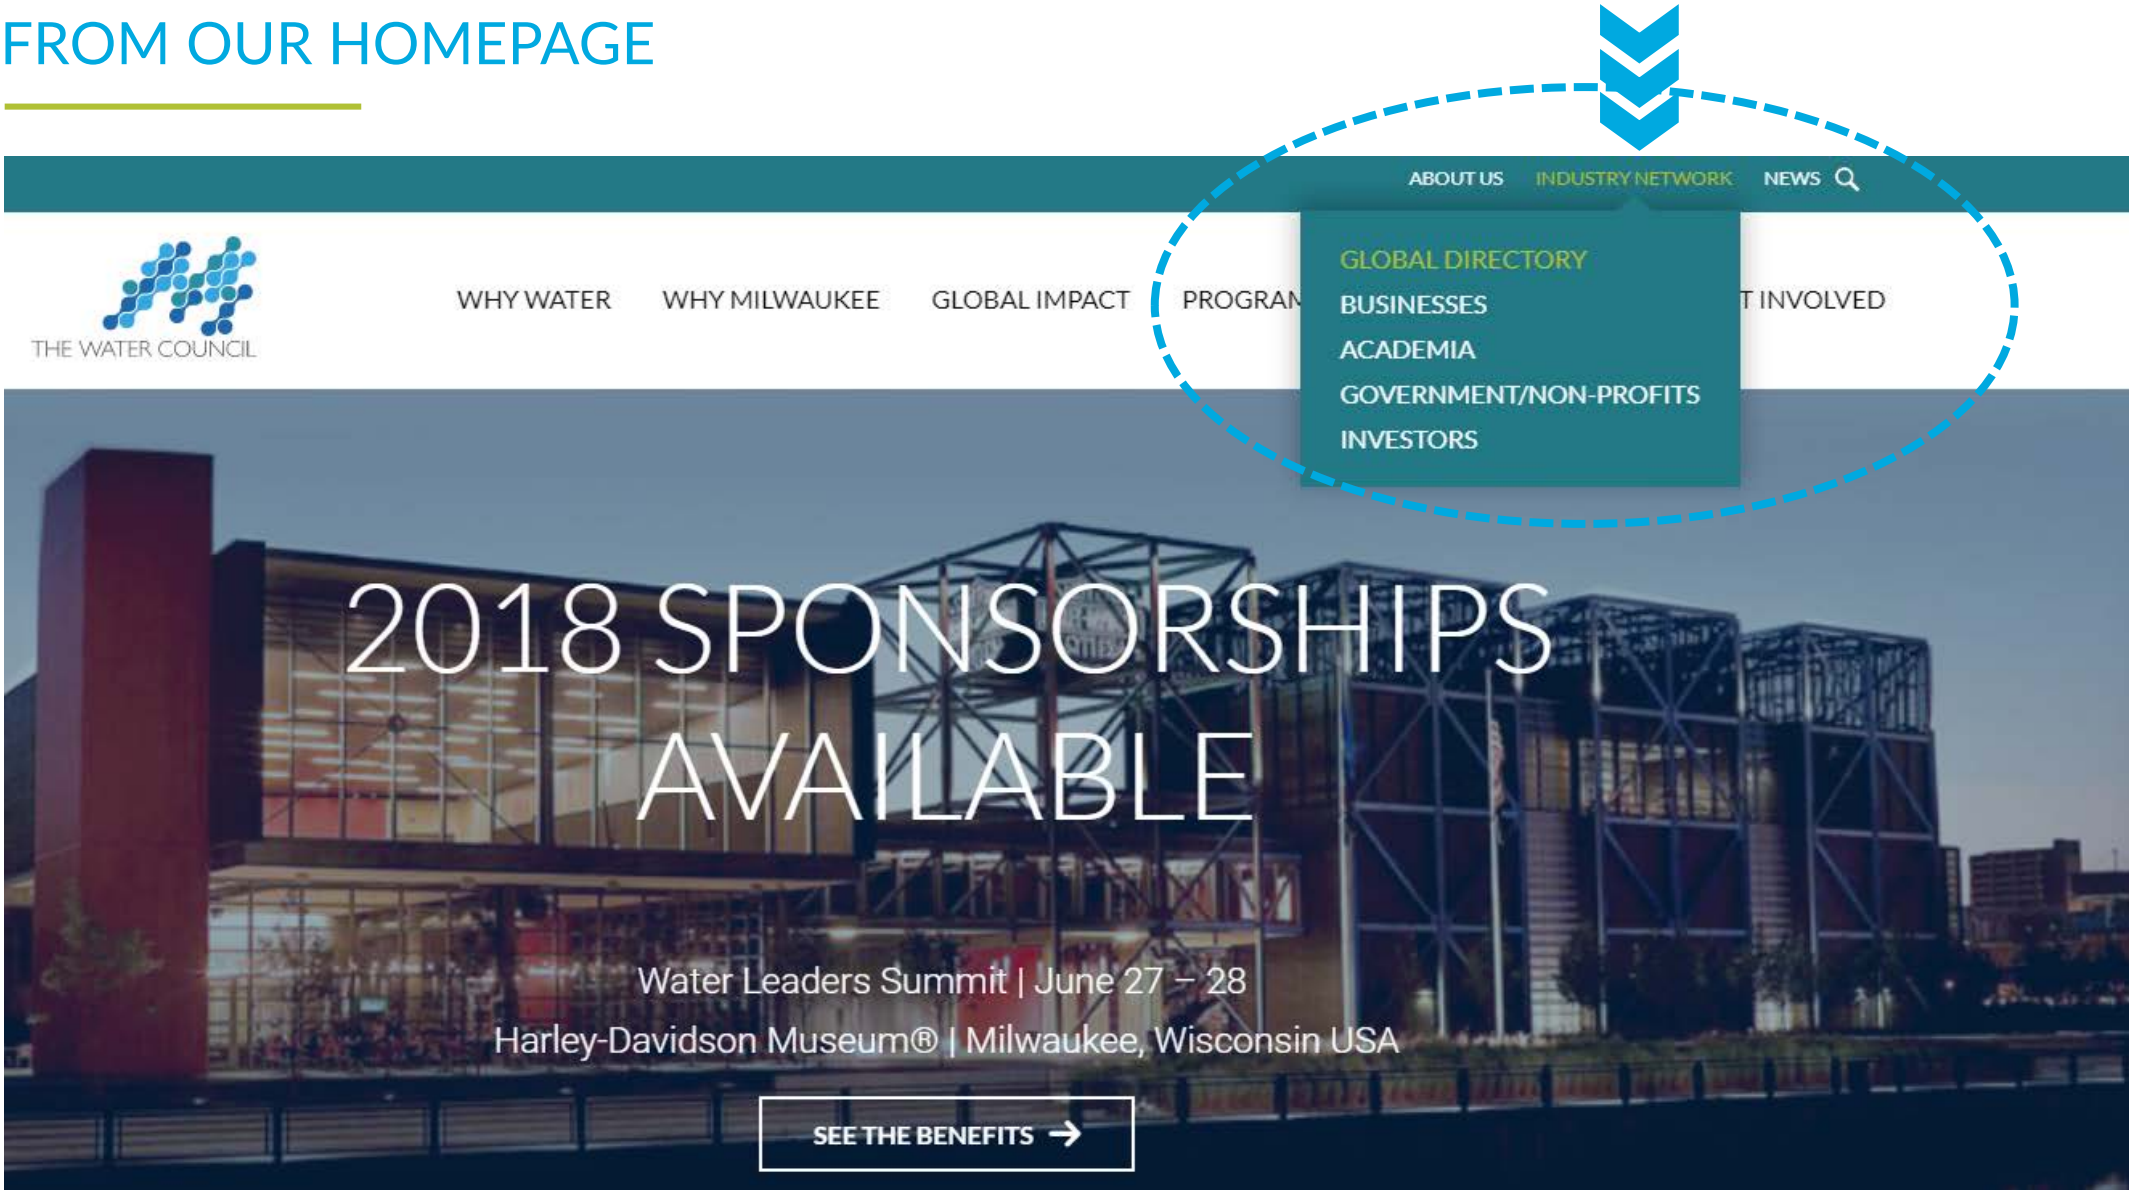 FROM OUR HOMEPAGE
ABOUT US INDUSTRY NETWORK NEWS
THE WATER COUNCIL
WHY WATER WHY MILWAUKEE GLOBAL IMPACT INVOLVED
GLOBAL DIRECTORY
BUSINESSES
ACADEMIA
GOVERNMENT/NON-PROFITS
INVESTORS
2018 SPONSORSHIPS
AVAILABLE
Water Leaders Summit | June 27 – 28
Harley-Davidson Museum® | Milwaukee, Wisconsin USA
SEE THE BENEFITS